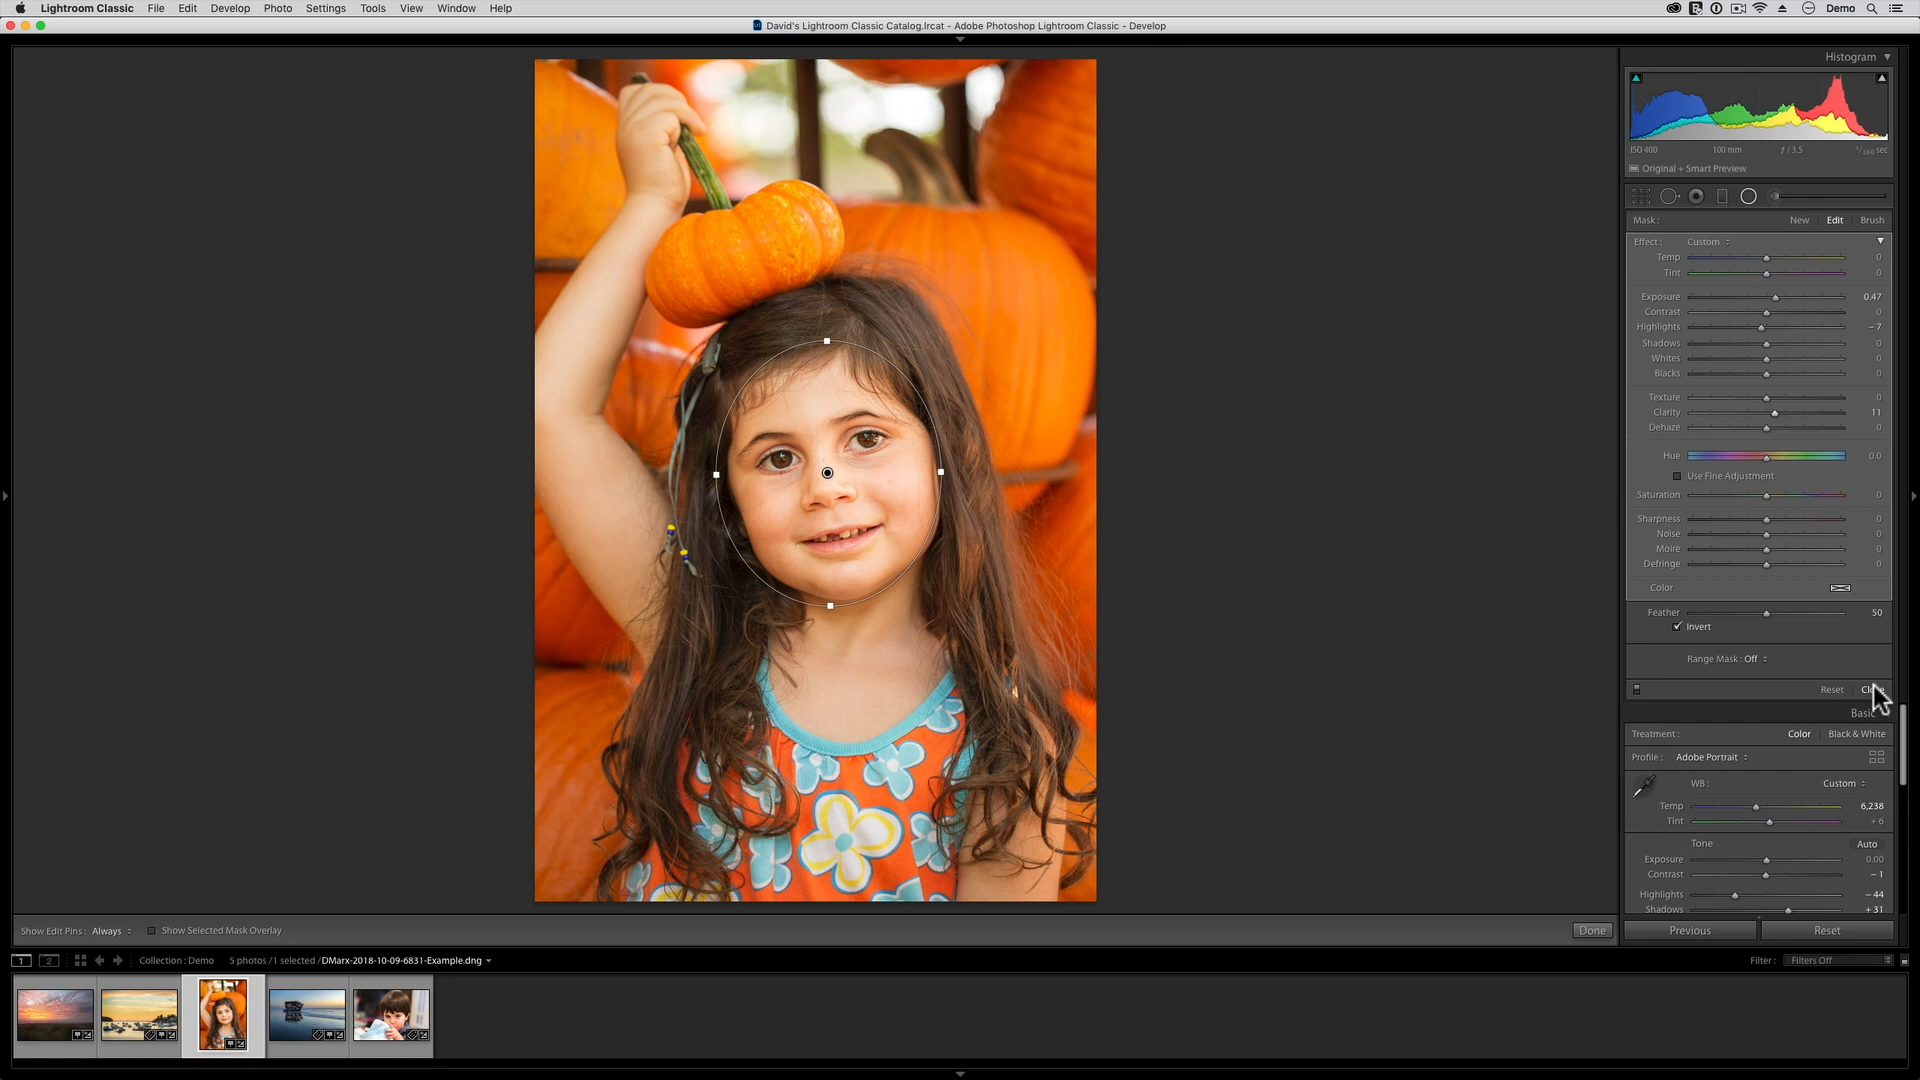 Lightroom Classic File Edit Develop Photo Settings Tools View Window Help Demo
David's Lightroom Classic Catalog.lrcat - Adobe Photoshop Lightroom Classic - Develop
Histogram
ISO 400 100 mm ƒ / 3.5 1/160 sec
Original + Smart Preview
Mask : New Edit Brush
Effect : Custom
Temp 0
Tint 0
Exposure 0.47
Contrast 0
Highlights – 7
Shadows 0
Whites 0
Blacks 0
Texture 0
Clarity 11
Dehaze 0
Hue 0.0
Use Fine Adjustment
Saturation 0
Sharpness 0
Noise 0
Moiré 0
Defringe 0
Color
Feather 50
Invert
Range Mask : Off
Reset
Basic
Treatment : Color Black & White
Profile : Adobe Portrait
WB : Custom
Temp 6,238
Tint + 6
Tone Auto
Exposure 0.00
Contrast – 1
Highlights – 44
Shadows + 31
Show Edit Pins : Always Show Selected Mask Overlay Done Previous Reset
1 2 Collection : Demo 5 photos / 1 selected / DMarx-2018-10-09-6831-Example.dng Filter : Filters Off